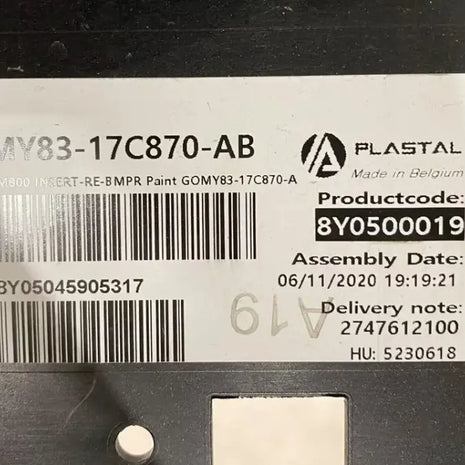 MY83-17C870-AB
M800 INSERT-RE-BMPR Paint GOMY83-17C870-A
PLASTAL
Made in Belgium
Productcode:
8Y0500019
Assembly Date:
06/11/2020 19:19:21
8Y05045905317
A19
Delivery note:
2747612100
HU: 5230618